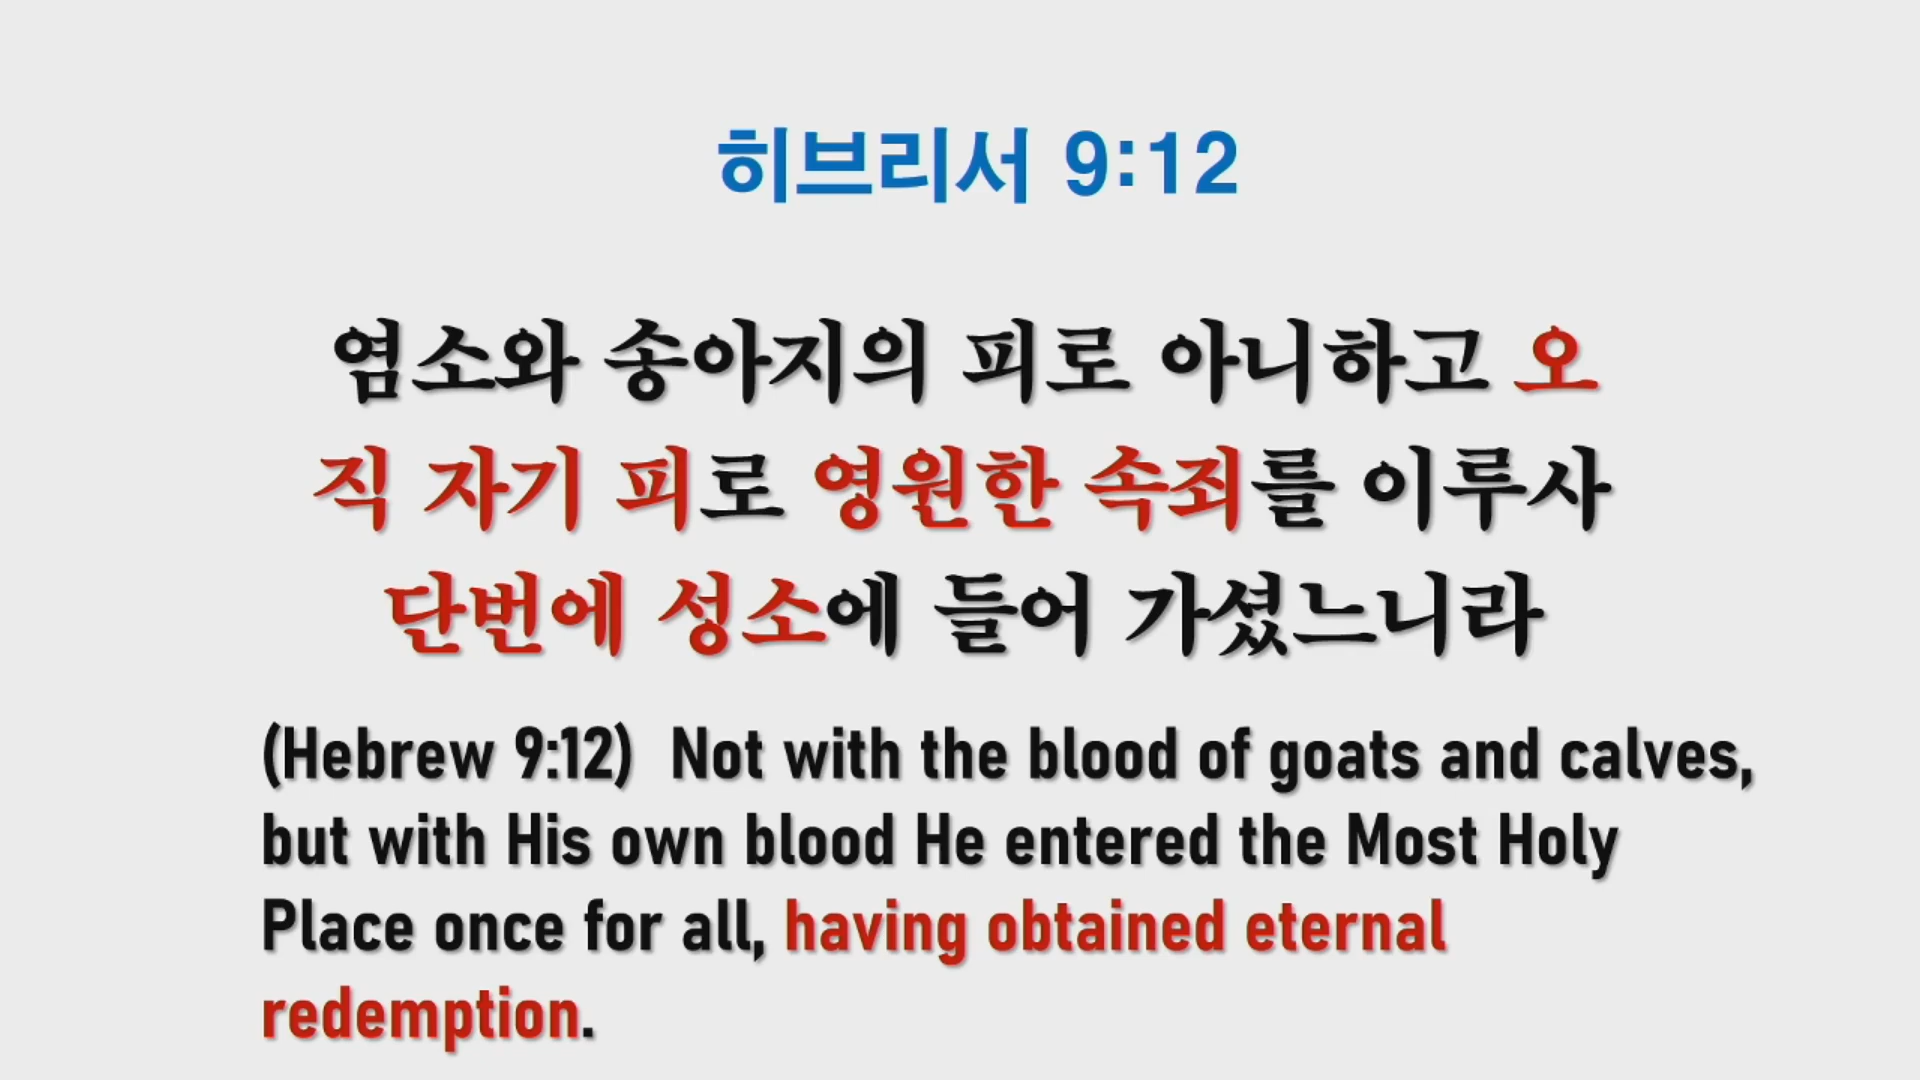 히브리서 9:12
염소와 송아지의 피로 아니하고 오
직 자기 피로 영원한 속죄를 이루사
단번에 성소에 들어 가셨느니라
(Hebrew 9:12)  Not with the blood of goats and calves,
but with His own blood He entered the Most Holy
Place once for all, having obtained eternal
redemption.